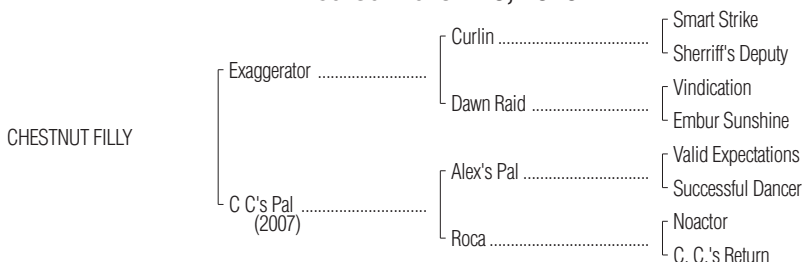 Smart Strike
Curlin ........................................
Sherriff's Deputy
Exaggerator ............................
Vindication
Dawn Raid ................................
Embur Sunshine
CHESTNUT FILLY
Valid Expectations
Alex's Pal ..................................
Successful Dancer
C C's Pal ................................
(2007)
Noactor
Roca ...........................................
C. C.'s Return